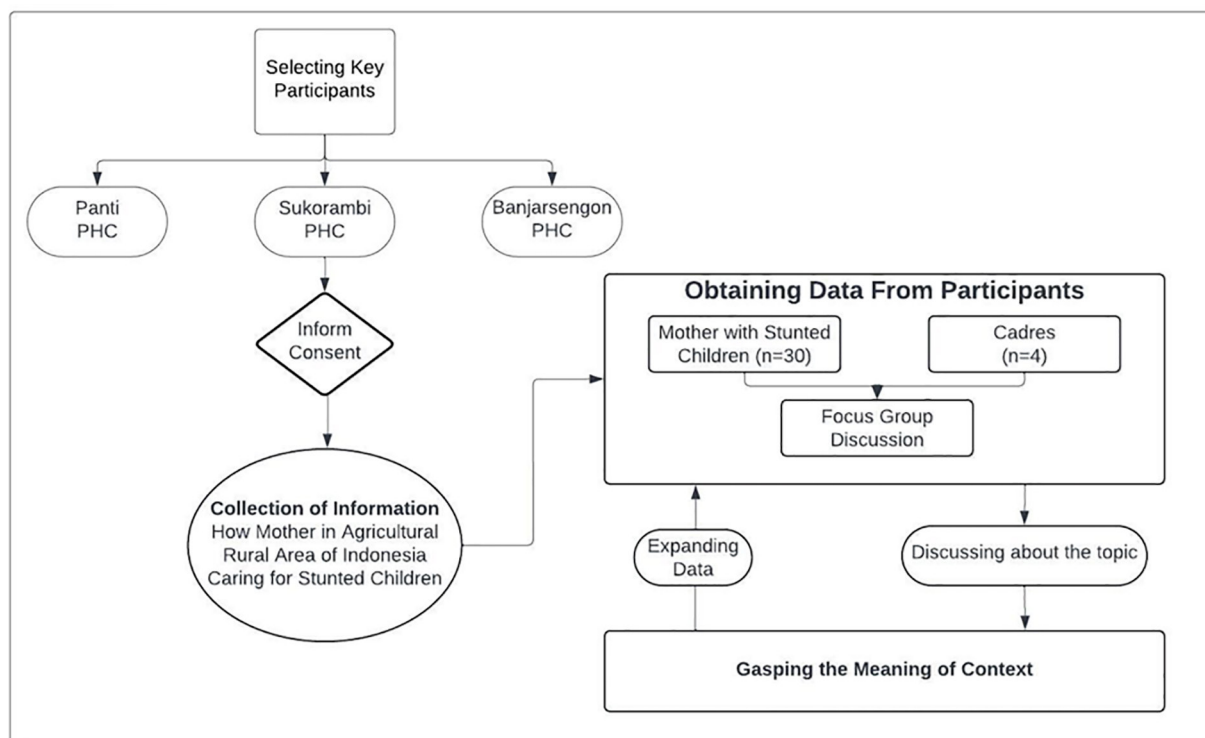 Selecting Key
Participants
Panti
PHC
Sukorambi
PHC
Banjarsengon
PHC
Inform
Consent
Collection of Information
How Mother in Agricultural
Rural Area of Indonesia
Caring for Stunted Children
Obtaining Data From Participants
Mother with Stunted
Children (n=30)
Cadres
(n=4)
Focus Group
Discussion
Expanding
Data
Discussing about the topic
Gasping the Meaning of Context